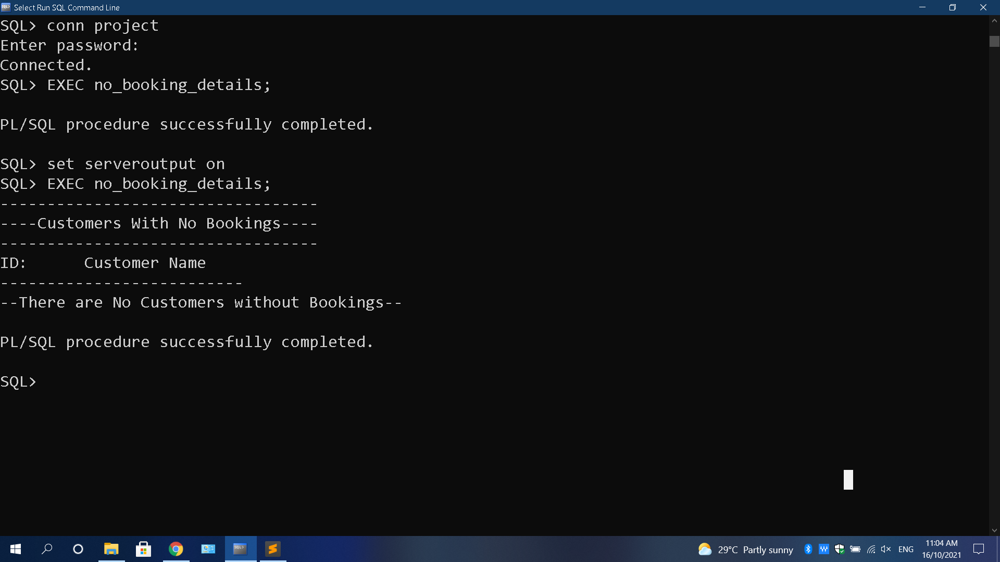 Select Run SQL Command Line
SQL> conn project
Enter password:
Connected.
SQL> EXEC no_booking_details;
PL/SQL procedure successfully completed.
SQL> set serveroutput on
SQL> EXEC no_booking_details;
----------------------------------
----Customers With No Bookings----
----------------------------------
ID:      Customer Name
--------------------------
--There are No Customers without Bookings--
PL/SQL procedure successfully completed.
SQL>
29°C Partly sunny
ENG
11:04 AM
16/10/2021